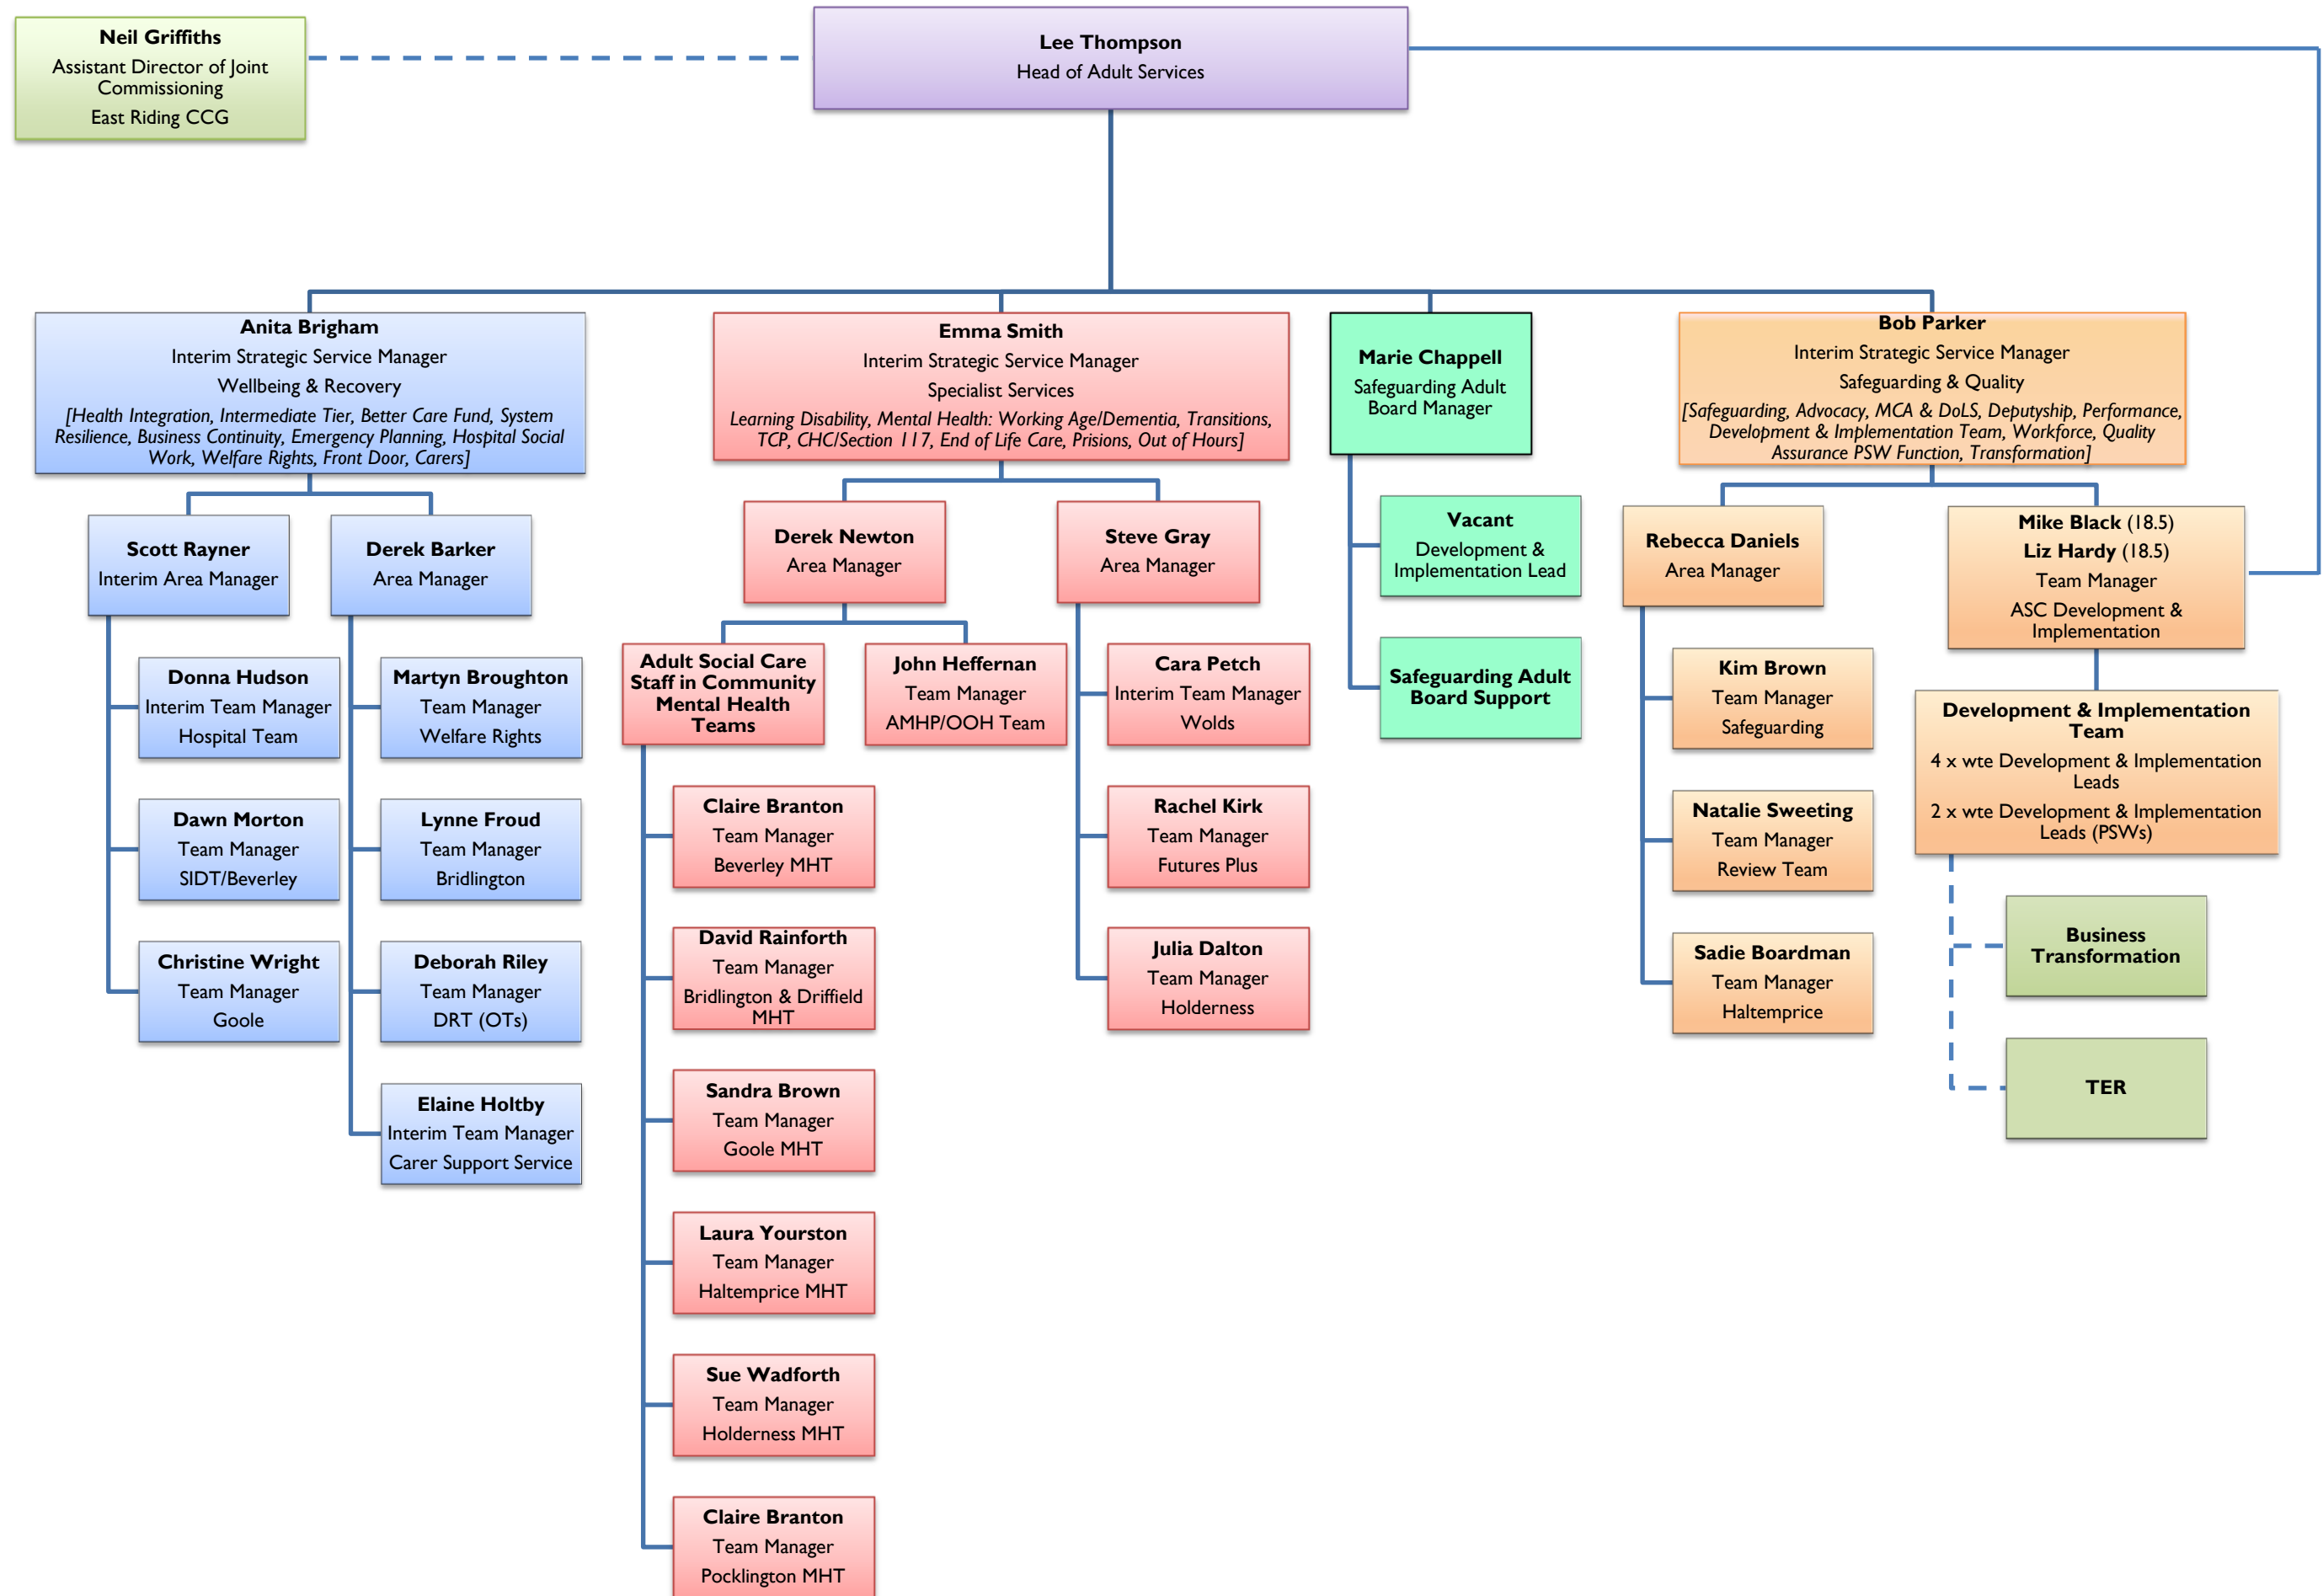 Neil Griffiths
Assistant Director of Joint
Commissioning
East Riding CCG
Lee Thompson
Head of Adult Services
Anita Brigham
Interim Strategic Service Manager
Wellbeing & Recovery
[Health Integration, Intermediate Tier, Better Care Fund, System
Resilience, Business Continuity, Emergency Planning, Hospital Social
Work, Welfare Rights, Front Door, Carers]
Emma Smith
Interim Strategic Service Manager
Specialist Services
Learning Disability, Mental Health: Working Age/Dementia, Transitions,
TCP, CHC/Section 117, End of Life Care, Prisions, Out of Hours]
Marie Chappell
Safeguarding Adult
Board Manager
Bob Parker
Interim Strategic Service Manager
Safeguarding & Quality
[Safeguarding, Advocacy, MCA & DoLS, Deputyship, Performance,
Development & Implementation Team, Workforce, Quality
Assurance PSW Function, Transformation]
Scott Rayner
Interim Area Manager
Derek Barker
Area Manager
Donna Hudson
Interim Team Manager
Hospital Team
Dawn Morton
Team Manager
SIDT/Beverley
Christine Wright
Team Manager
Goole
Martyn Broughton
Team Manager
Welfare Rights
Lynne Froud
Team Manager
Bridlington
Deborah Riley
Team Manager
DRT (OTs)
Elaine Holtby
Interim Team Manager
Carer Support Service
Derek Newton
Area Manager
Steve Gray
Area Manager
Adult Social Care
Staff in Community
Mental Health
Teams
John Heffernan
Team Manager
AMHP/OOH Team
Claire Branton
Team Manager
Beverley MHT
David Rainforth
Team Manager
Bridlington & Driffield
MHT
Sandra Brown
Team Manager
Goole MHT
Laura Yourston
Team Manager
Haltemprice MHT
Sue Wadforth
Team Manager
Holderness MHT
Claire Branton
Team Manager
Pocklington MHT
Cara Petch
Interim Team Manager
Wolds
Rachel Kirk
Team Manager
Futures Plus
Julia Dalton
Team Manager
Holderness
Vacant
Development &
Implementation Lead
Safeguarding Adult
Board Support
Rebecca Daniels
Area Manager
Kim Brown
Team Manager
Safeguarding
Natalie Sweeting
Team Manager
Review Team
Sadie Boardman
Team Manager
Haltemprice
Mike Black (18.5)
Liz Hardy (18.5)
Team Manager
ASC Development &
Implementation
Development & Implementation
Team
4 x wte Development & Implementation
Leads
2 x wte Development & Implementation
Leads (PSWs)
Business
Transformation
TER